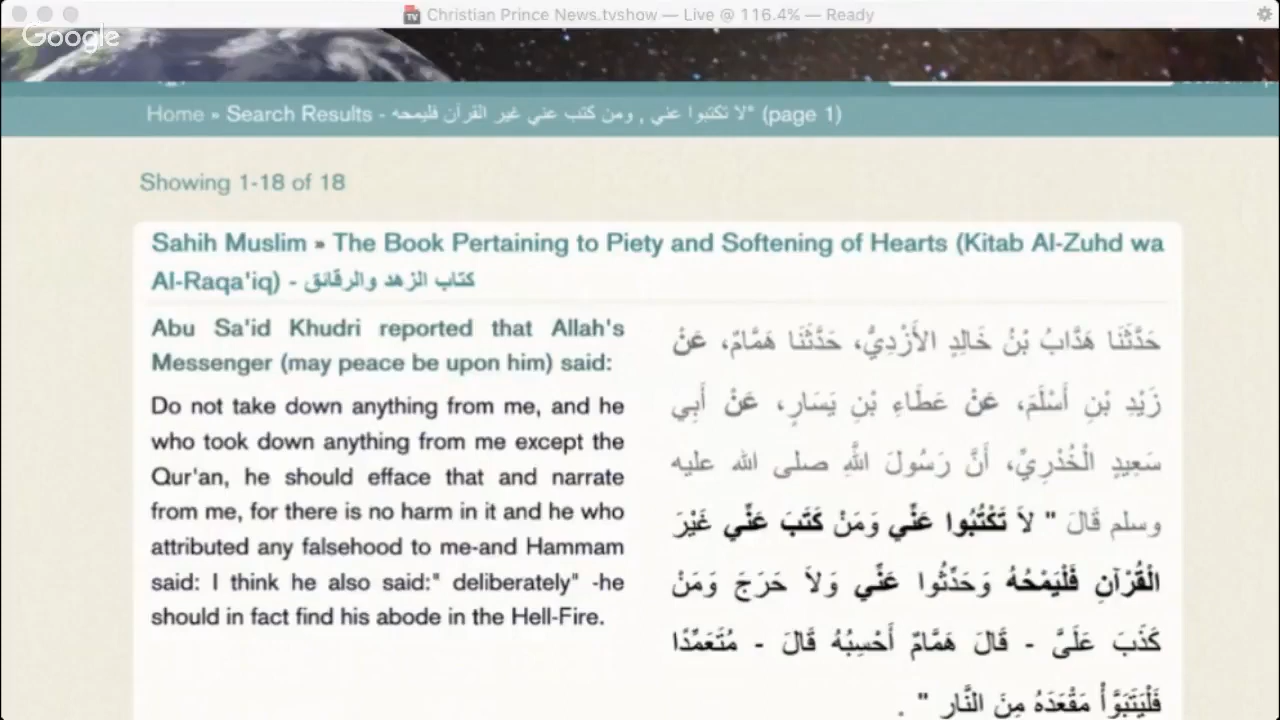 Christian Prince News.tvshow — Live @ 116.4% — Ready
TV
Google
Home » Search Results - لا تكتبوا عني , ومن كتب عني غير القرآن فليمحه" (page 1)
Showing 1-18 of 18
Sahih Muslim » The Book Pertaining to Piety and Softening of Hearts (Kitab Al-Zuhd wa
Al-Raqa'iq) - كتاب الزهد والرقائق
Abu Sa'id Khudri reported that Allah's
Messenger (may peace be upon him) said:
Do not take down anything from me, and he
who took down anything from me except the
Qur'an, he should efface that and narrate
from me, for there is no harm in it and he who
attributed any falsehood to me-and Hammam
said: I think he also said:" deliberately" -he
should in fact find his abode in the Hell-Fire.
حَدَّثَنَا هَدَّابُ بْنُ خَالِدٍ الأَزْدِيُّ، حَدَّثَنَا هَمَّامٌ، عَنْ
زَيْدِ بْنِ أَسْلَمَ، عَنْ عَطَاءِ بْنِ يَسَارٍ، عَنْ أَبِي
سَعِيدٍ الْخُدْرِيِّ، أَنَّ رَسُولَ اللَّهِ صلى الله عليه
وسلم قَالَ " لاَ تَكْتُبُوا عَنِّي وَمَنْ كَتَبَ عَنِّي غَيْرَ
الْقُرْآنِ فَلْيَمْحُهُ وَحَدِّثُوا عَنِّي وَلاَ حَرَجَ وَمَنْ
كَذَبَ عَلَىَّ - قَالَ هَمَّامٌ أَحْسِبُهُ قَالَ - مُتَعَمِّدًا
فَلْيَتَبَوَّأْ مَقْعَدَهُ مِنَ النَّارِ " .